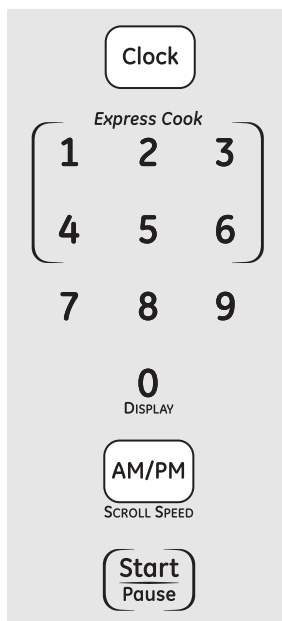 Clock
Express Cook
1 2 3
4 5 6
7 8 9
0
DISPLAY
AM/PM
SCROLL SPEED
Start
Pause